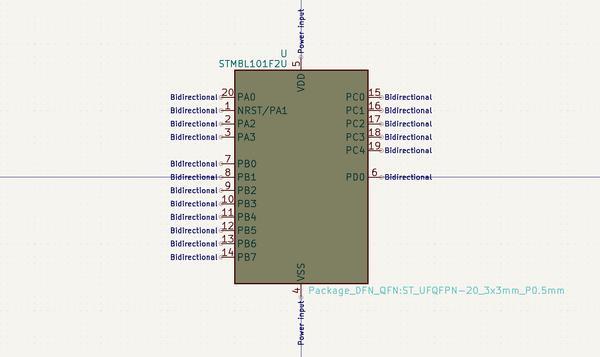 Power input
U
STM8L101F2U
5
VDD
Bidirectional 20 PA0 PC0 15 Bidirectional
Bidirectional 1 NRST/PA1 PC1 16 Bidirectional
Bidirectional 2 PA2 PC2 17 Bidirectional
Bidirectional 3 PA3 PC3 18 Bidirectional
PC4 19 Bidirectional
Bidirectional 7 PB0
Bidirectional 8 PB1 PD0 6 Bidirectional
Bidirectional 9 PB2
Bidirectional 10 PB3
Bidirectional 11 PB4
Bidirectional 12 PB5
Bidirectional 13 PB6
Bidirectional 14 PB7
VSS
4
Package_DFN_QFN:ST_UFQFPN-20_3x3mm_P0.5mm
Power input